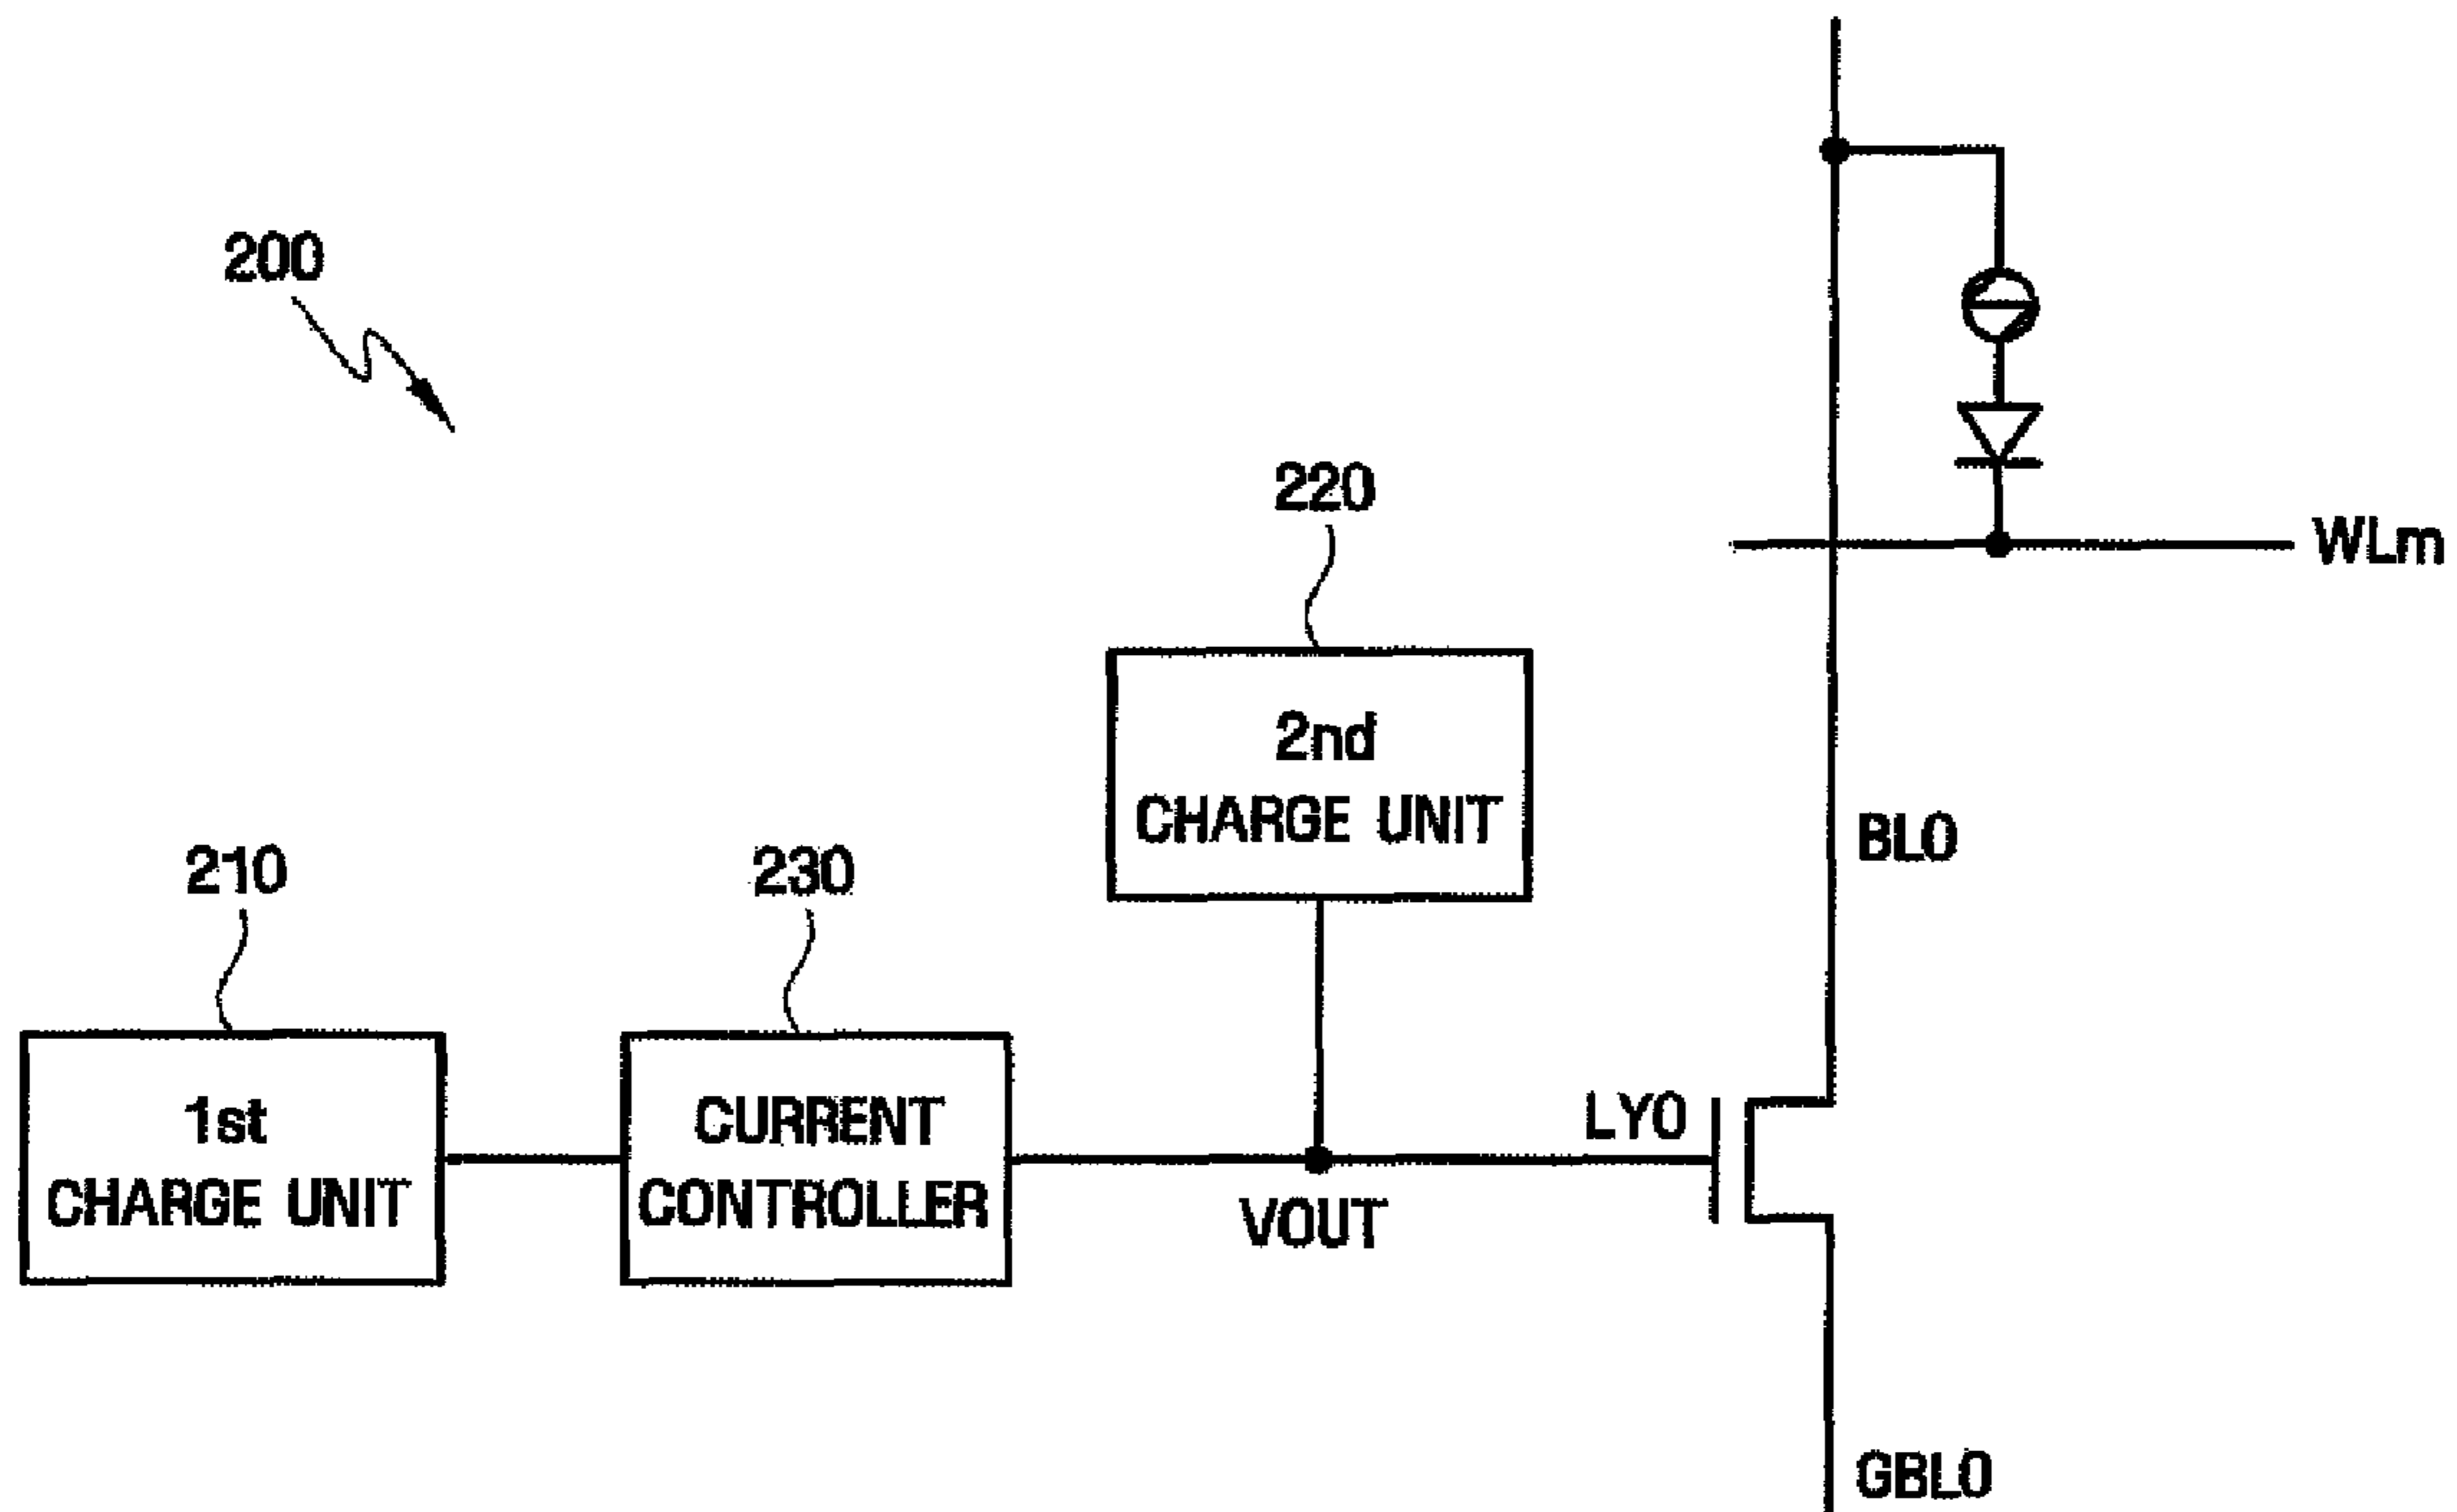 200
220
WLm
2nd
CHARGE UNIT
BL0
210
230
1st
CHARGE UNIT
CURRENT
CONTROLLER
LY0
VOUT
GBL0